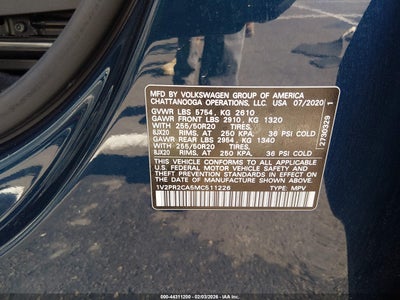 MFD BY VOLKSWAGEN GROUP OF AMERICA
CHATTANOOGA OPERATIONS, LLC. USA 07/2020
GVWR LBS 5754, KG 2610
GAWR FRONT LBS 2910, KG 1320
WITH 255/50R20 TIRES,
8JX20 RIMS, AT 250 KPA, 36 PSI COLD
GAWR REAR LBS 2954, KG 1340
WITH 255/50R20 TIRES,
8JX20 RIMS, AT 250 KPA, 36 PSI COLD
THIS VEHICLE CONFORMS TO ALL APPLICABLE
U.S. FEDERAL MOTOR VEHICLE SAFETY AND
THEFT PREVENTION STANDARDS IN EFFECT ON THE
DATE OF MANUFACTURE SHOWN ABOVE.
1V2PR2CA5MC511226 TYPE: MPV
2730329 1
000-44311200 - 02/03/2026 - IAA Inc.